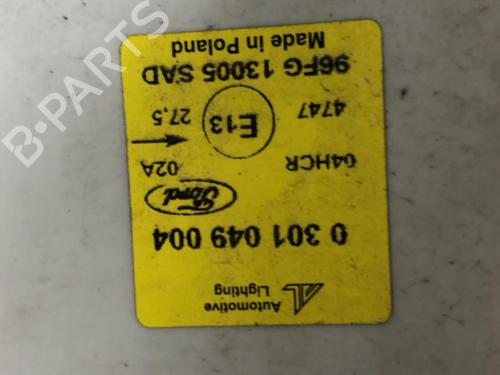 AL Automotive
Lighting
0 301 049 004
Ford
04HCR 02A
4747 E13 27,5
96FG 13005 SAD
Made in Poland
B-PARTS